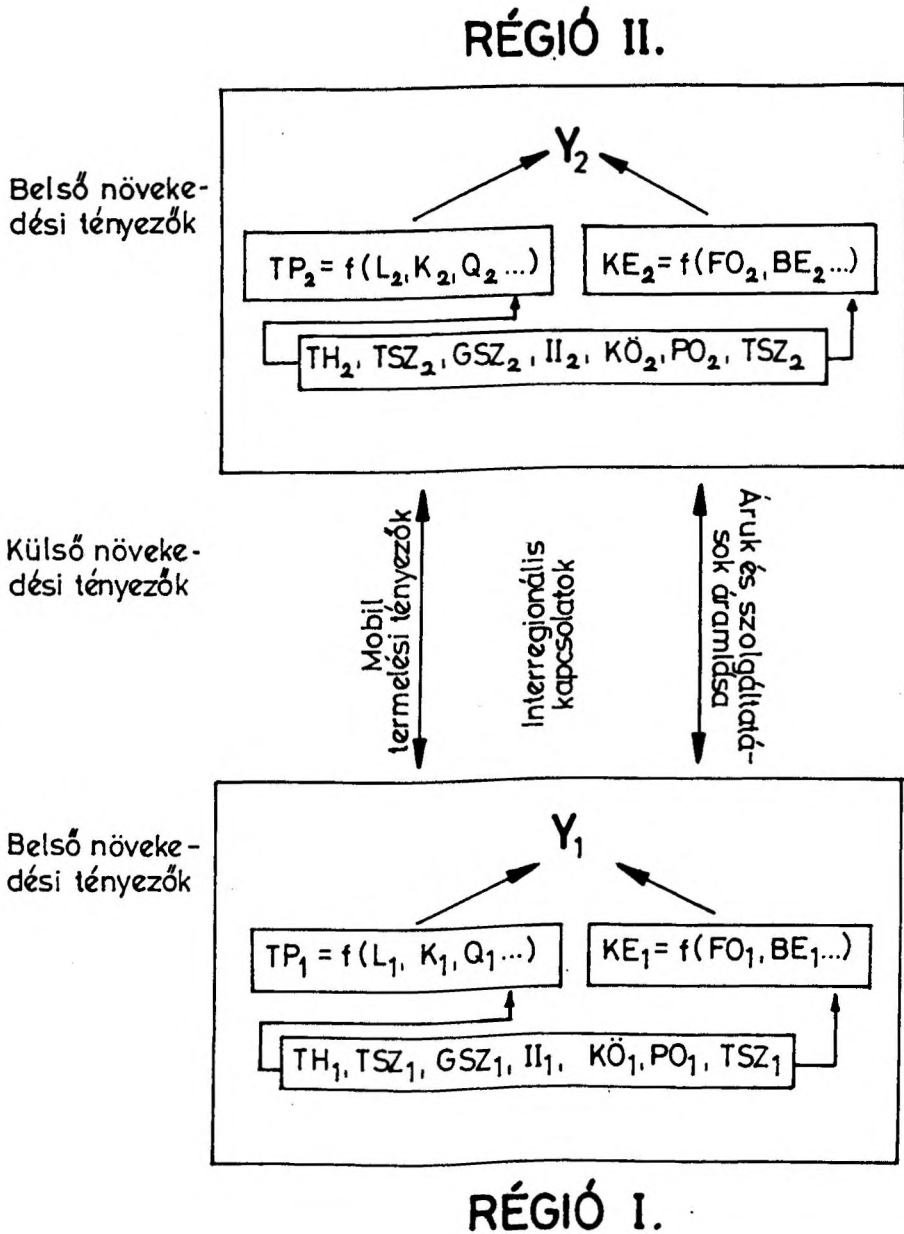 RÉGIÓ II.
Belső növeke-
dési tényezők
Y₂
TP₂ = f(L₂, K₂, Q₂ ...)
KE₂ = f(FO₂, BE₂ ...)
TH₂, TSZ₂, GSZ₂, II₂, KÖ₂, PO₂, TSZ₂
Külső növeke-
dési tényezők
Mobil
termelési tényezők
Interregionális
kapcsolatok
Áruk és szolgáltatá-
sok áramlása
Belső növeke-
dési tényezők
Y₁
TP₁ = f(L₁, K₁, Q₁ ...)
KE₁ = f(FO₁, BE₁ ...)
TH₁, TSZ₁, GSZ₁, II₁, KÖ₁, PO₁, TSZ₁
RÉGIÓ I.